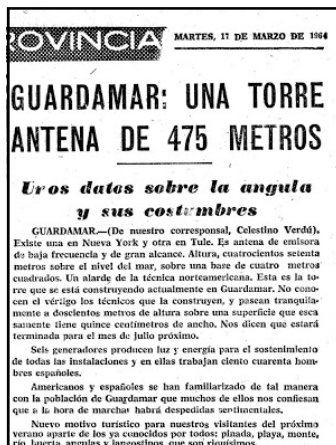 ROVINCIA
MARTES, 17 DE MARZO DE 1964
GUARDAMAR: UNA TORRE
ANTENA DE 475 METROS
Uros datos sobre la angula
y sus costumbres
GUARDAMAR.—(De nuestro corresponsal, Celestino Verdú).
Existe una en Nueva York y otra en Tule. Es antena de emisora
de baja frecuencia y de gran alcance. Altura, cuatrocientos setenta
metros sobre el nivel del mar, sobre una base de cuatro metros
cuadrados. Un alarde de la técnica norteamericana. Esta es la to-
rre que se está construyendo actualmente en Guardamar. No cono-
cen el vértigo los técnicos que la construyen, y pasean tranquila-
mente a doscientos metros de altura sobre una superficie que esca
samente tiene quince centímetros de ancho. Nos dicen que estará
terminada para el mes de julio próximo.
Seis generadores producen luz y energía para el sostenimiento
de todas las instalaciones y en ellas trabajan ciento cuarenta hom-
bres españoles.
Americanos y españoles se han familiarizado de tal manera
con la población de Guardamar que muchos de ellos nos confiesan
que a la hora de marchar habrá despedidas sentimentales.
Nuevo motivo turístico para nuestros visitantes del próximo
verano aparte de los ya conocidos por todos: pinada, playa, monte,
río, huerta, angulas y langostinos, que son riquísimos.